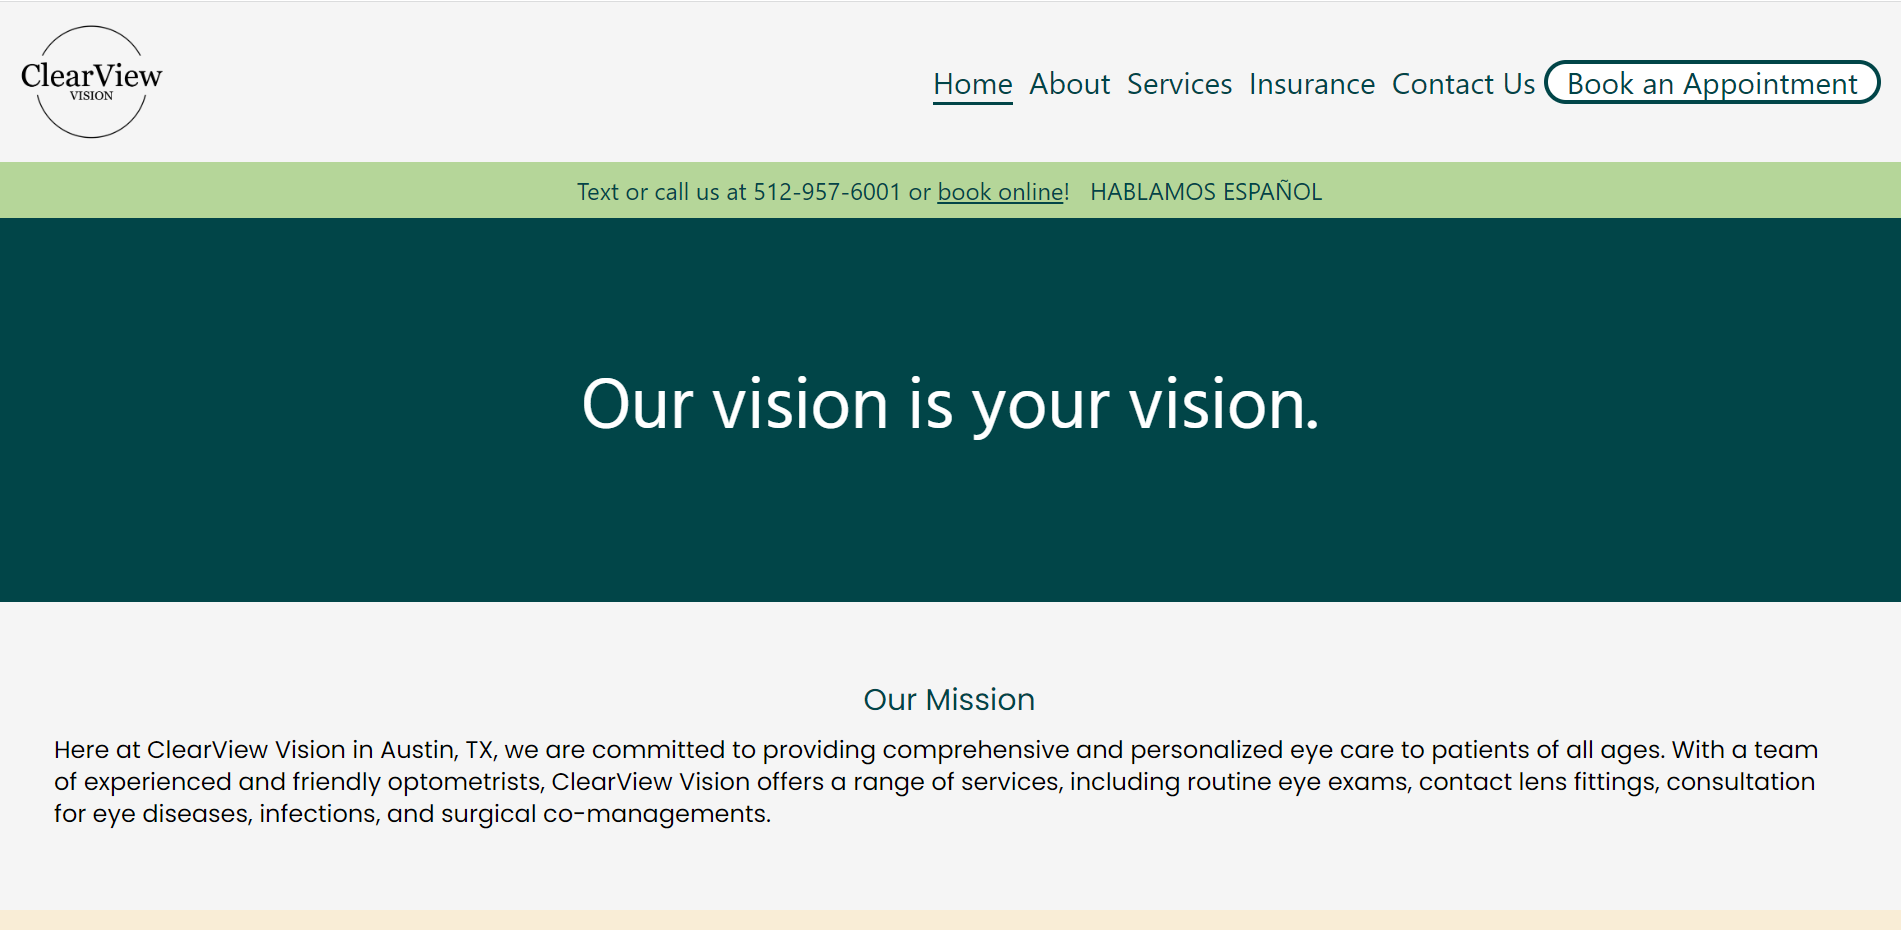 ClearView
VISION
Home About Services Insurance Contact Us Book an Appointment
Text or call us at 512-957-6001 or book online! HABLAMOS ESPAÑOL
Our vision is your vision.
Our Mission
Here at ClearView Vision in Austin, TX, we are committed to providing comprehensive and personalized eye care to patients of all ages. With a team
of experienced and friendly optometrists, ClearView Vision offers a range of services, including routine eye exams, contact lens fittings, consultation
for eye diseases, infections, and surgical co-managements.